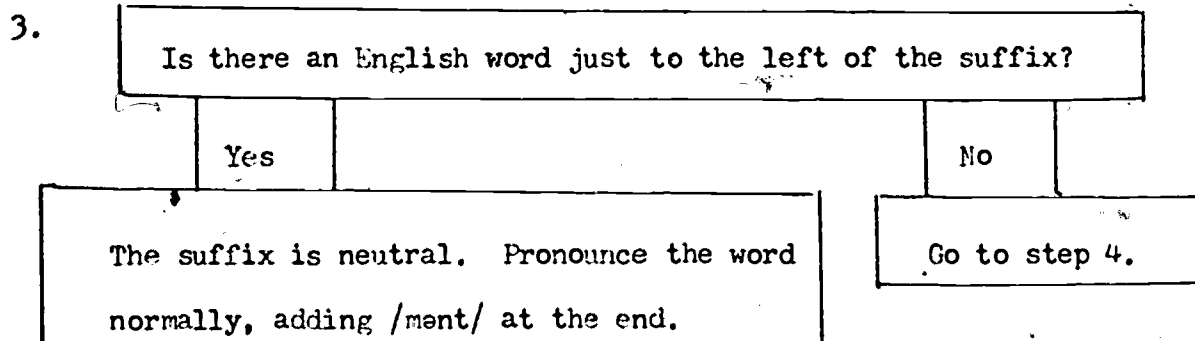 3.
Is there an English word just to the left of the suffix?
Yes
No
The suffix is neutral. Pronounce the word
normally, adding /mənt/ at the end.
Go to step 4.